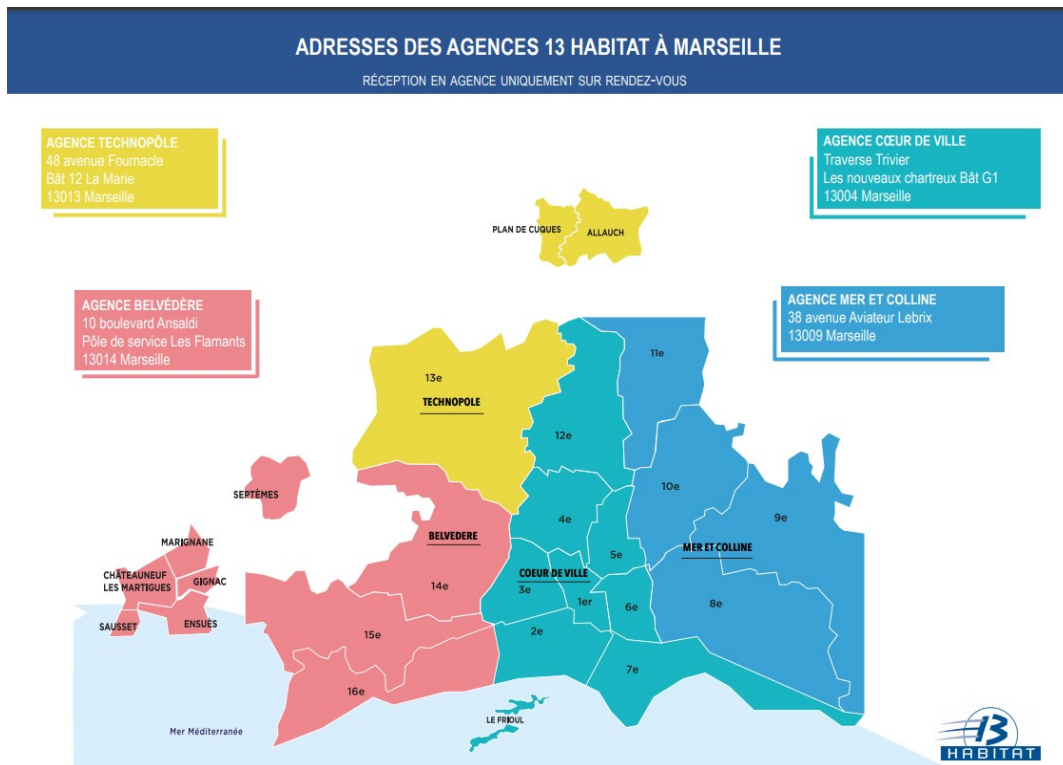 ADRESSES DES AGENCES 13 HABITAT À MARSEILLE
RÉCEPTION EN AGENCE UNIQUEMENT SUR RENDEZ-VOUS
AGENCE TECHNOPÔLE
48 avenue Fournacle
Bât 12 La Marie
13013 Marseille
AGENCE CŒUR DE VILLE
Traverse Trivier
Les nouveaux chartreux Bât G1
13004 Marseille
PLAN DE CUQUES
ALLAUCH
AGENCE BELVÉDÈRE
10 boulevard Ansaldi
Pôle de service Les Flamants
13014 Marseille
AGENCE MER ET COLLINE
38 avenue Aviateur Lebrix
13009 Marseille
11e
13e
TECHNOPOLE
12e
10e
SEPTÈMES
4e
9e
BELVEDERE
MARIGNANE
5e
MER ET COLLINE
CHÂTEAUNEUF
LES MARTIGUES
GIGNAC
COEUR DE VILLE
14e
3e
1er
6e
8e
SAUSSET
ENSUÈS
15e
2e
7e
16e
LE FRIOUL
Mer Méditerranée
13
HABITAT